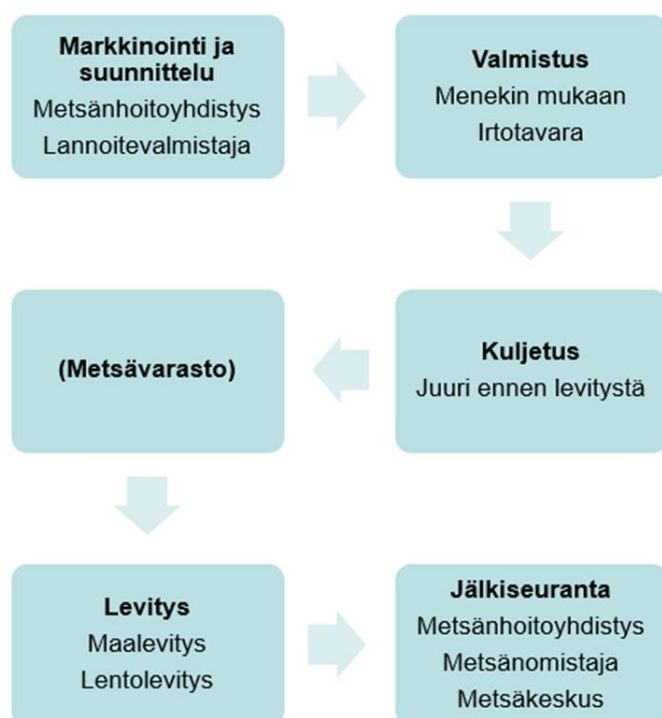 Markkinointi ja
suunnittelu
Metsänhoitoyhdistys
Lannoitevalmistaja
Valmistus
Menekin mukaan
Irtotavara
Kuljetus
Juuri ennen levitystä
(Metsävarasto)
Levitys
Maalevitys
Lentolevitys
Jälkiseuranta
Metsänhoitoyhdistys
Metsänomistaja
Metsäkeskus